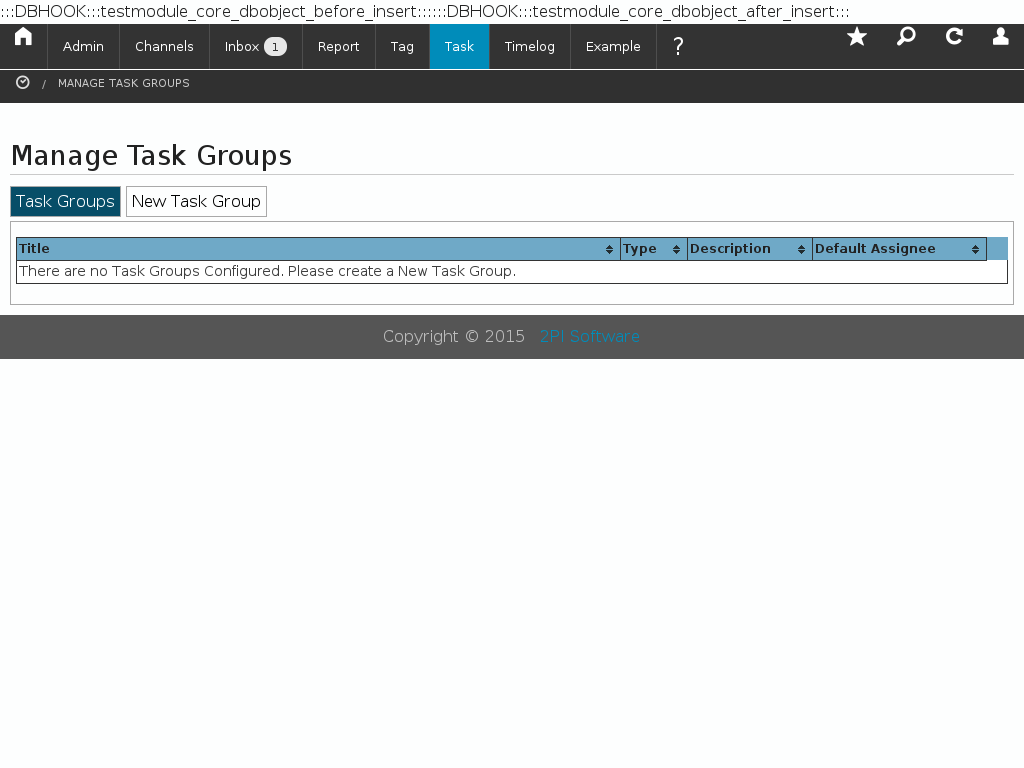 :::DBHOOK:::testmodule_core_dbobject_before_insert::::::DBHOOK:::testmodule_core_dbobject_after_insert:::
Admin Channels Inbox 1 Report Tag Task Timelog Example ?
/ MANAGE TASK GROUPS
Manage Task Groups
Task Groups New Task Group
Title Type Description Default Assignee
There are no Task Groups Configured. Please create a New Task Group.
Copyright © 2015 2PI Software